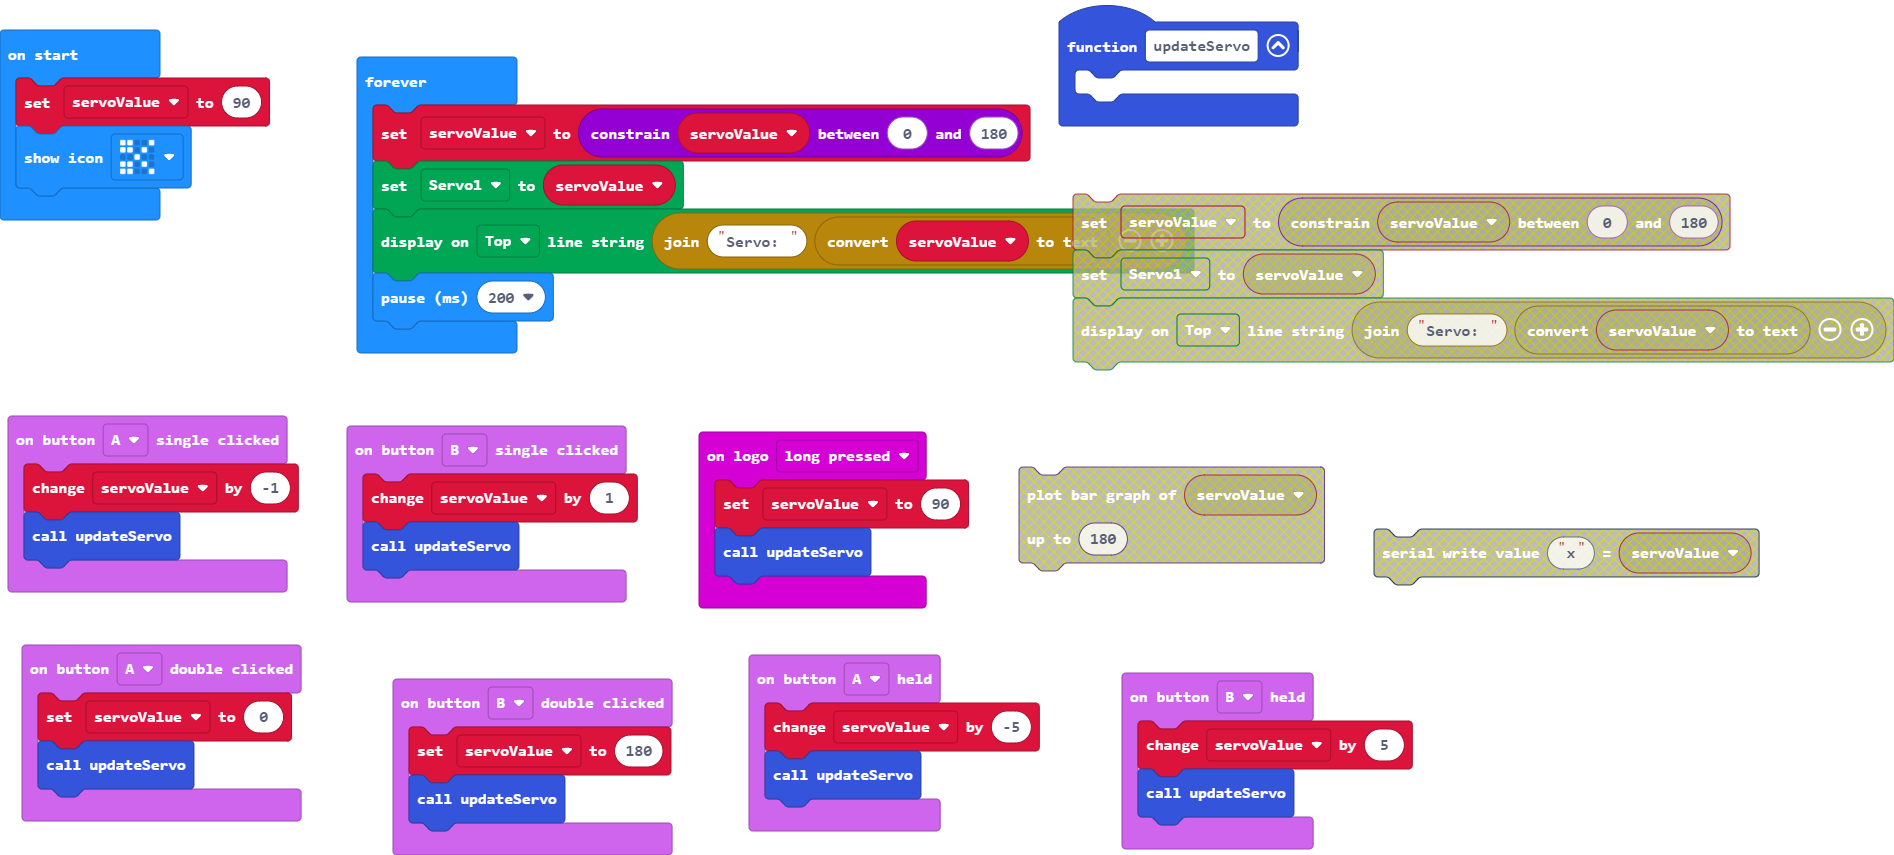 on start
set servoValue to 90
show icon
forever
set servoValue to constrain servoValue between 0 and 180
set Servo1 to servoValue
display on Top line string join "Servo: " convert servoValue to text
pause (ms) 200
function updateServo
set servoValue to constrain servoValue between 0 and 180
set Servo1 to servoValue
display on Top line string join "Servo: " convert servoValue to text
on button A single clicked
change servoValue by -1
call updateServo
on button B single clicked
change servoValue by 1
call updateServo
on logo long pressed
set servoValue to 90
call updateServo
plot bar graph of servoValue
up to 180
serial write value "x" = servoValue
on button A double clicked
set servoValue to 0
call updateServo
on button B double clicked
set servoValue to 180
call updateServo
on button A held
change servoValue by -5
call updateServo
on button B held
change servoValue by 5
call updateServo